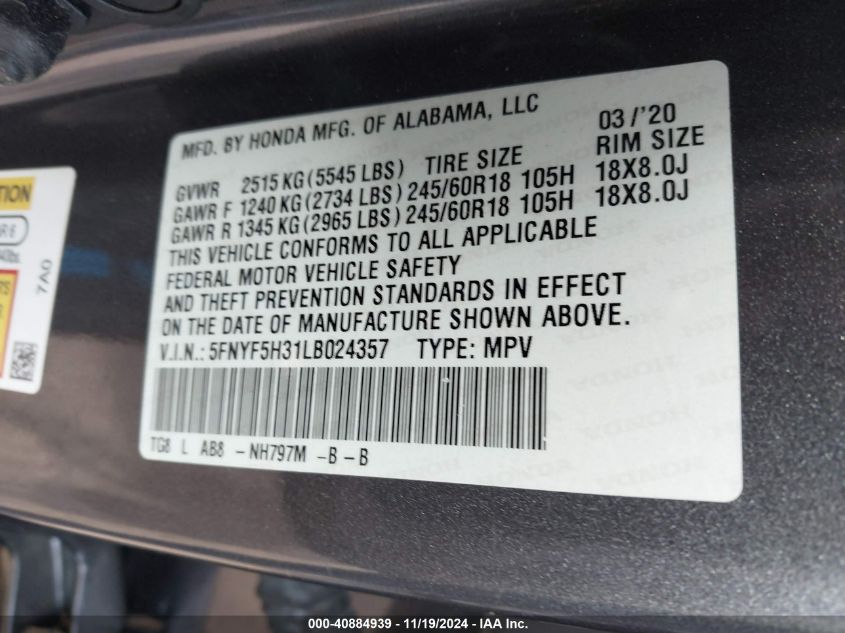 MFD. BY HONDA MFG. OF ALABAMA, LLC 03/'20
GVWR 2515 KG (5545 LBS) TIRE SIZE RIM SIZE
GAWR F 1240 KG (2734 LBS) 245/60R18 105H 18X8.0J
GAWR R 1345 KG (2965 LBS) 245/60R18 105H 18X8.0J
THIS VEHICLE CONFORMS TO ALL APPLICABLE
FEDERAL MOTOR VEHICLE SAFETY
AND THEFT PREVENTION STANDARDS IN EFFECT
ON THE DATE OF MANUFACTURE SHOWN ABOVE.
V.I.N.: 5FNYF5H31LB024357 TYPE: MPV
TG8 L AB8 -NH797M -B-B
7A0
000-40884939 - 11/19/2024 - IAA Inc.